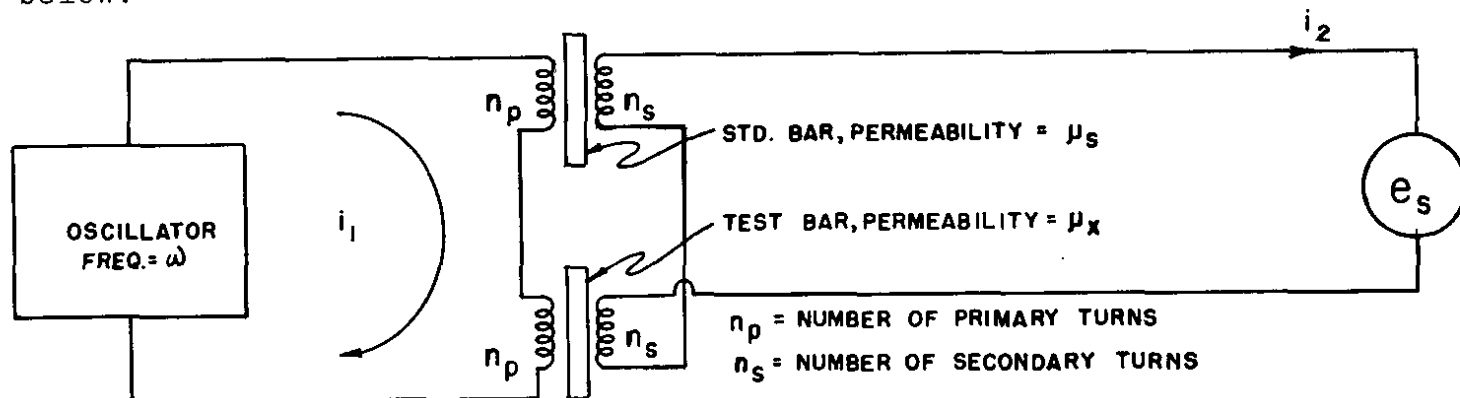 below:
i₂
nₚ
nₛ
STD. BAR, PERMEABILITY = μₛ
eₛ
i₁
OSCILLATOR
FREQ.= ω
TEST BAR, PERMEABILITY = μₓ
nₚ
nₛ
nₚ = NUMBER OF PRIMARY TURNS
nₛ = NUMBER OF SECONDARY TURNS